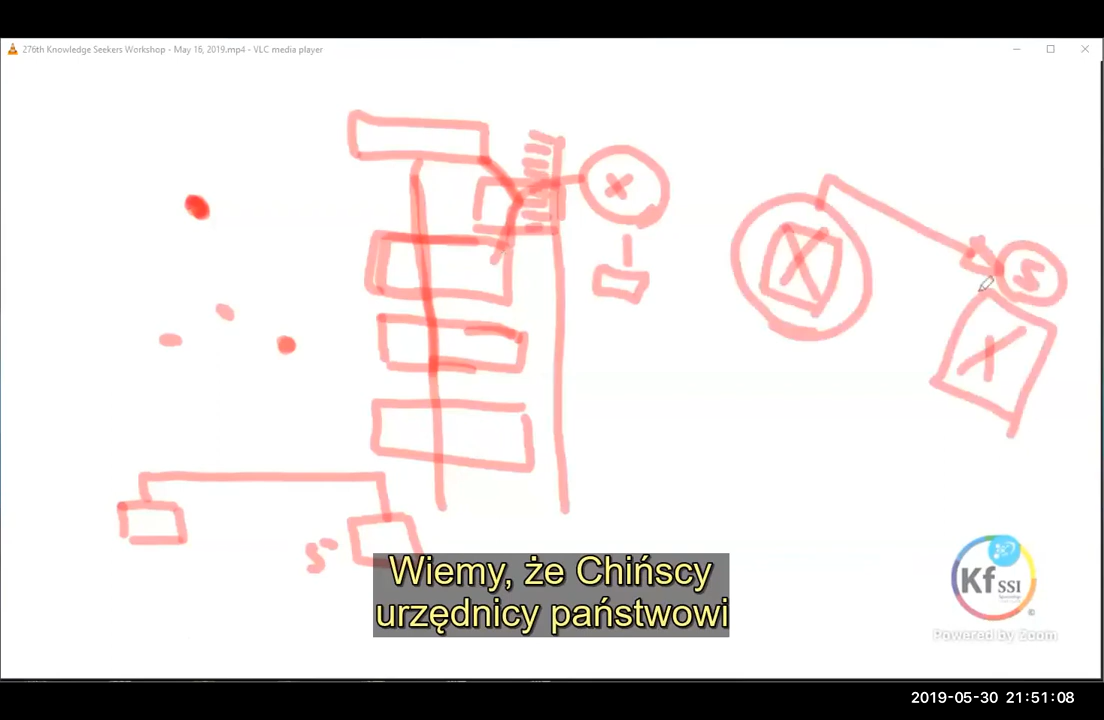 276th Knowledge Seekers Workshop - May 16, 2019.mp4 - VLC media player
X
X
S
X
S
Wiemy, że Chińscy
urzędnicy państwowi
Kf SSI
Powered by Zoom
2019-05-30 21:51:08